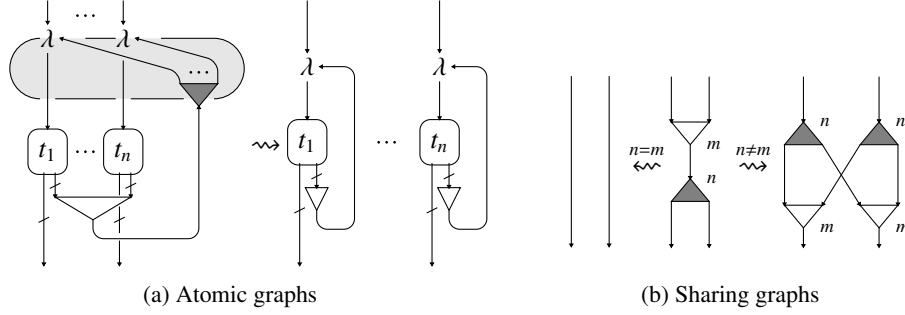 ...
λ λ
...
t₁ ... tₙ
λ
t₁
...
λ
tₙ
n=m
m
n
n≠m
n n
m m
(a) Atomic graphs
(b) Sharing graphs